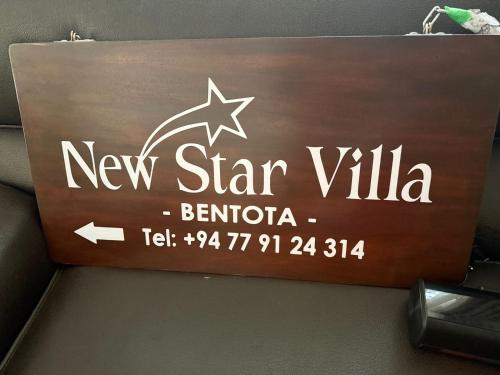 New Star Villa
- BENTOTA -
Tel: +94 77 91 24 314